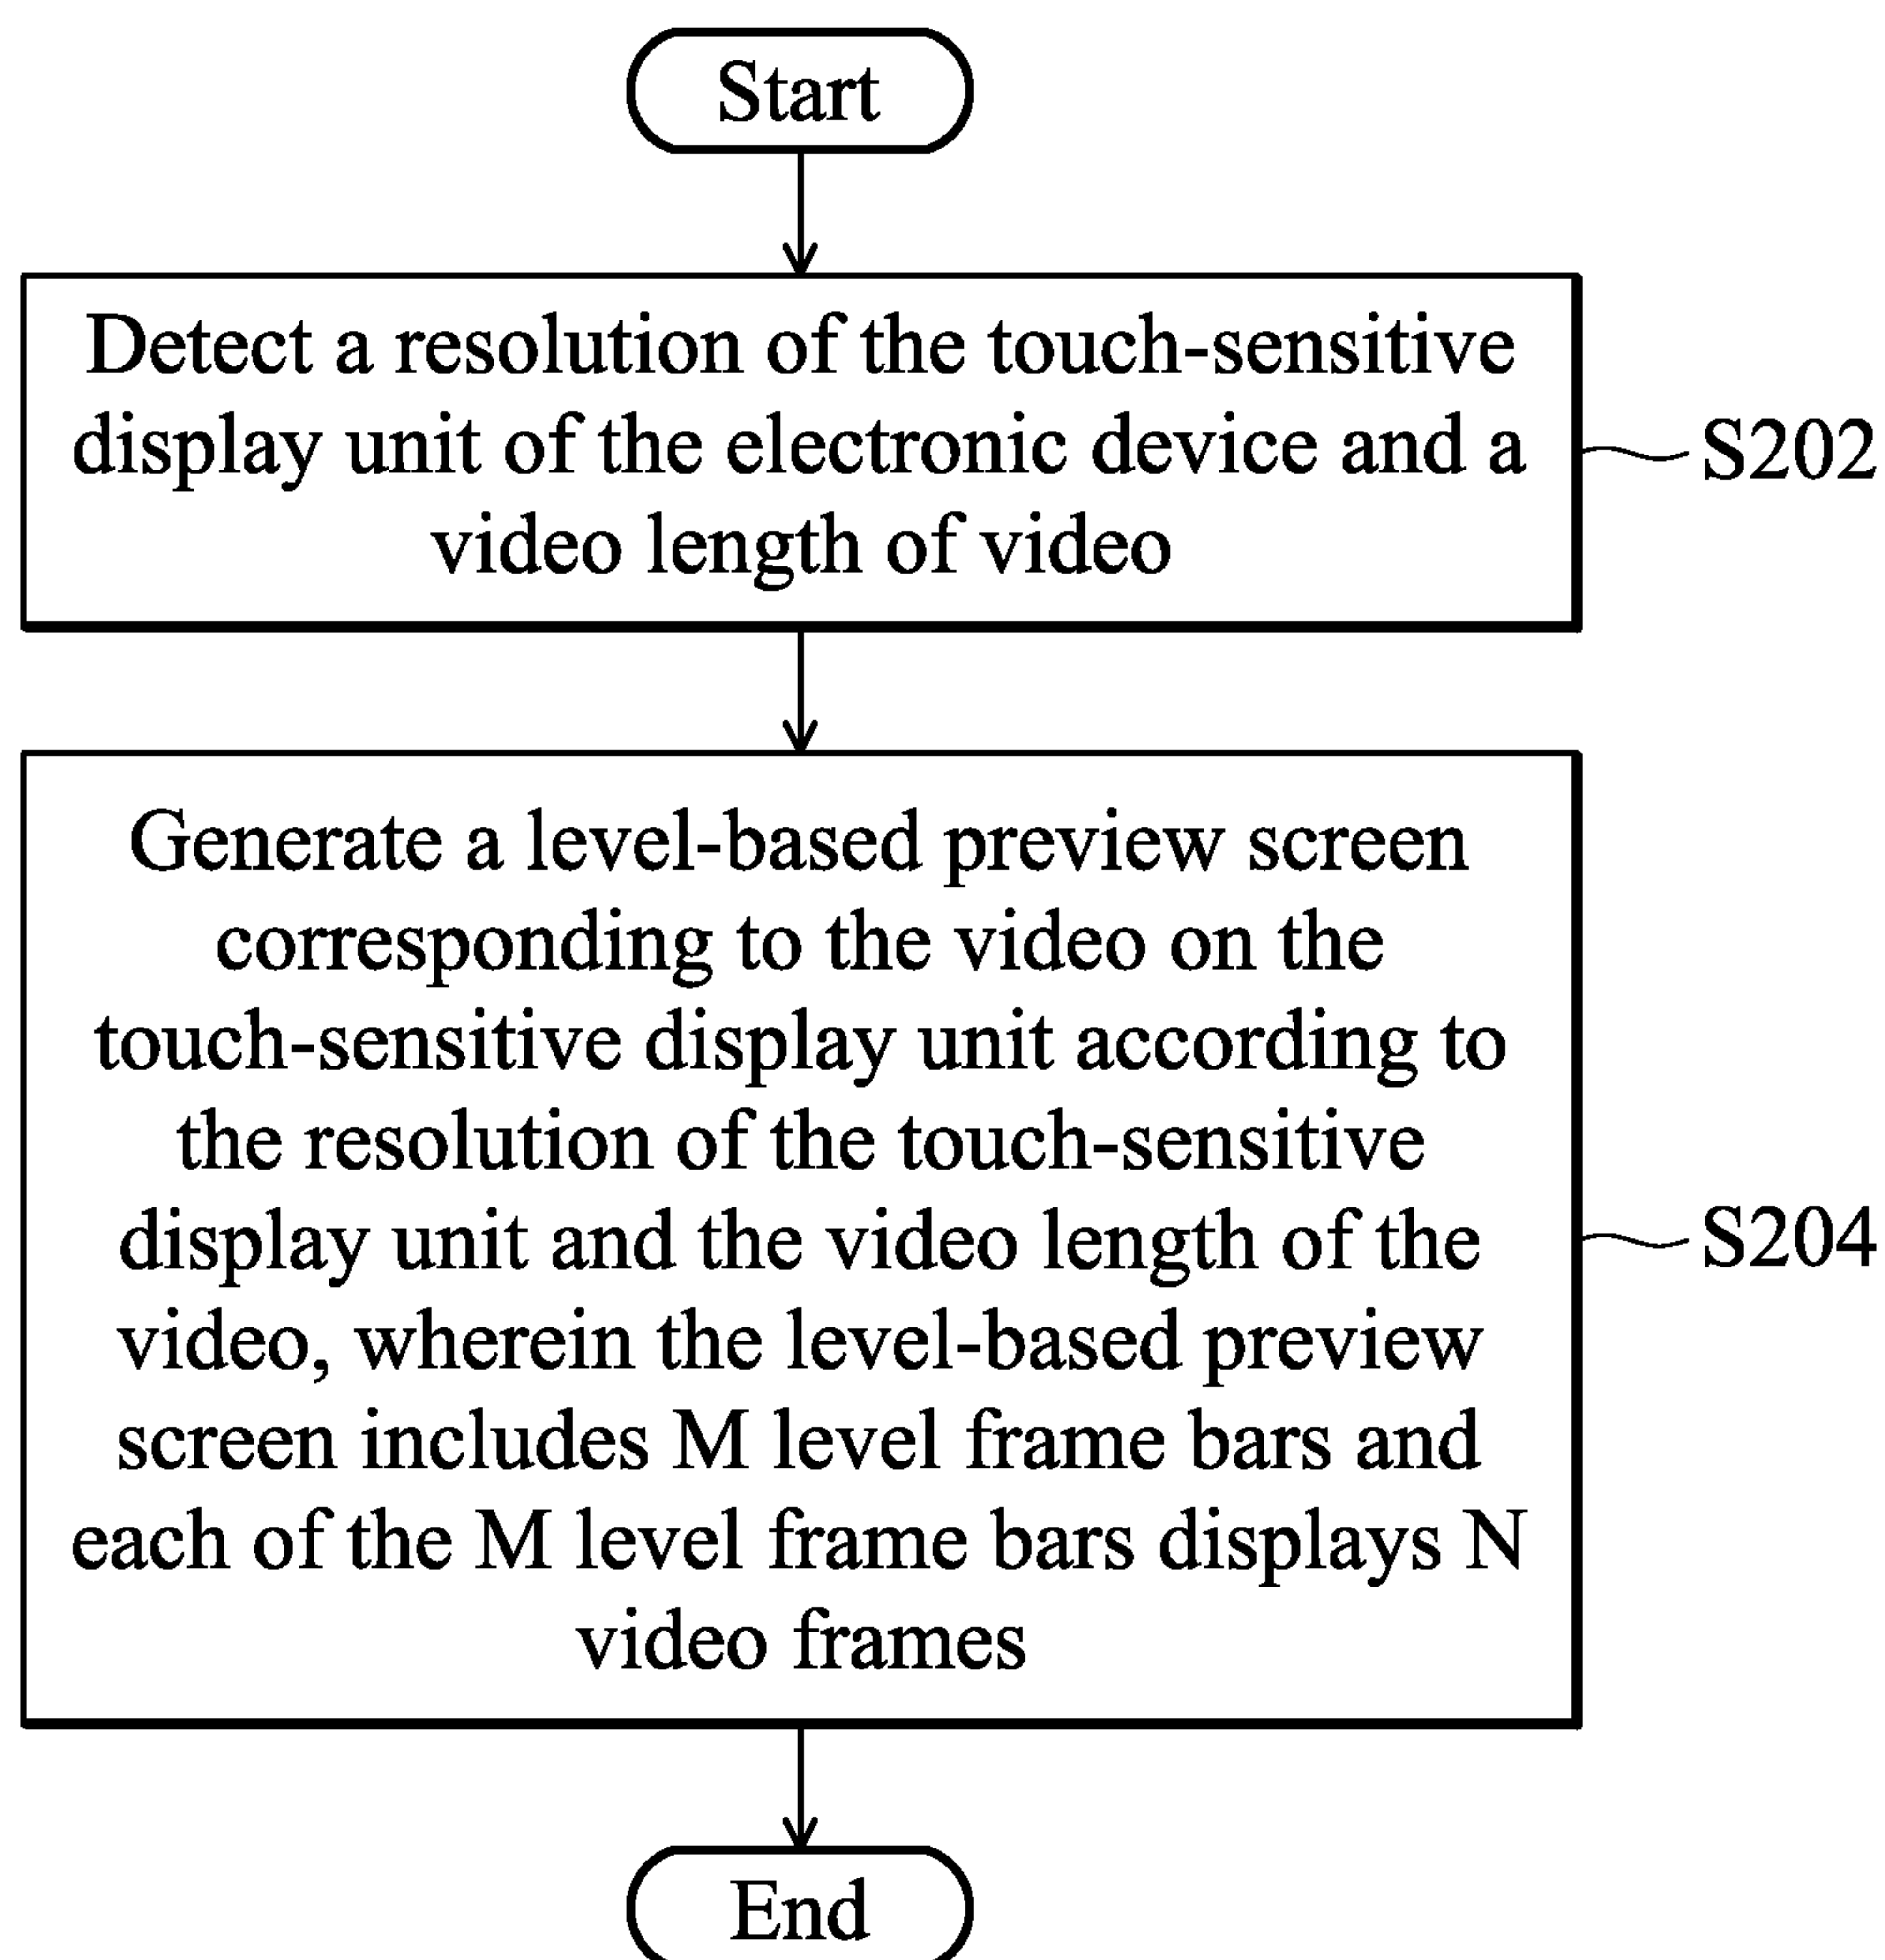 Start
Detect a resolution of the touch-sensitive
display unit of the electronic device and a
video length of video
S202
Generate a level-based preview screen
corresponding to the video on the
touch-sensitive display unit according to
the resolution of the touch-sensitive
display unit and the video length of the
video, wherein the level-based preview
screen includes M level frame bars and
each of the M level frame bars displays N
video frames
S204
End